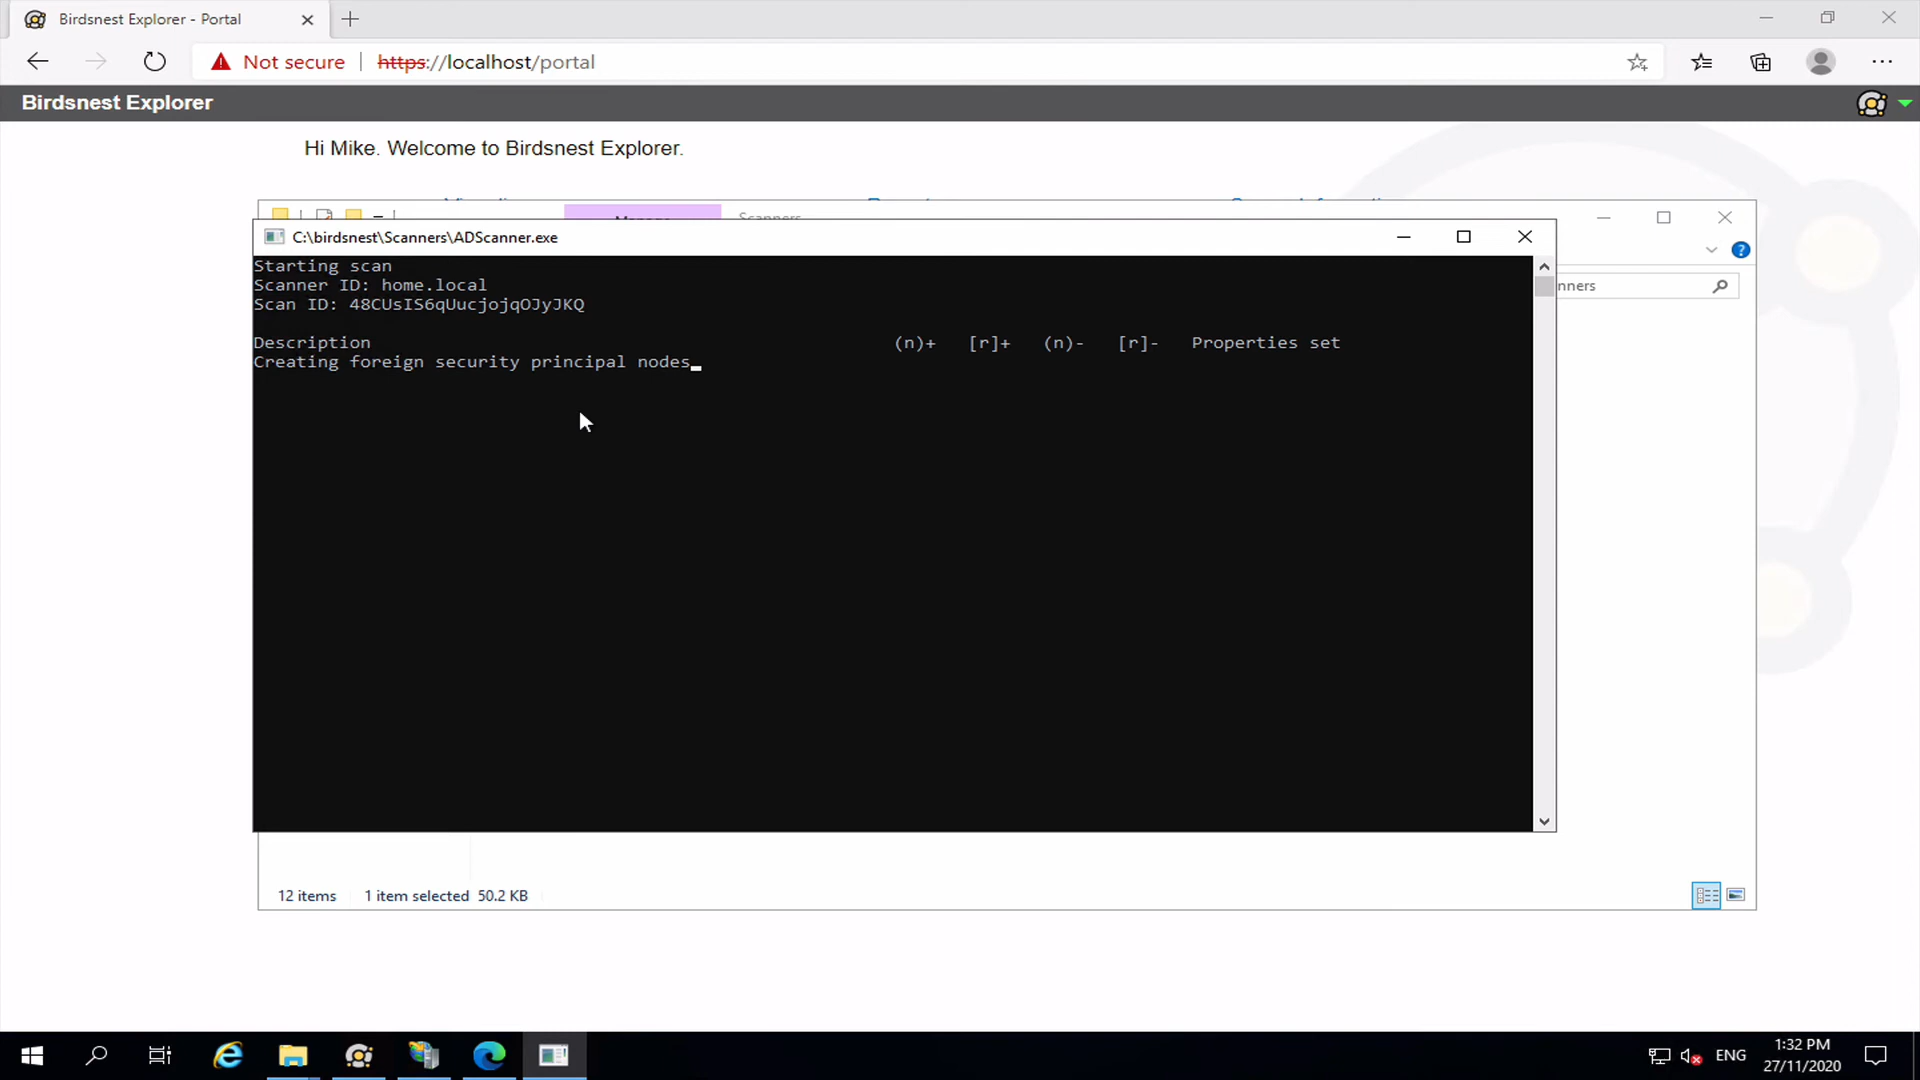 Birdsnest Explorer - Portal
Not secure
https://localhost/portal
Birdsnest Explorer
Hi Mike. Welcome to Birdsnest Explorer.
Scanners
C:\birdsnest\Scanners\ADScanner.exe
Starting scan
Scanner ID: home.local
Scan ID: 48CUsIS6qUucjojqOJyJKQ
nners
Description (n)+ [r]+ (n)- [r]- Properties set
Creating foreign security principal nodes
12 items 1 item selected 50.2 KB
ENG
1:32 PM
27/11/2020